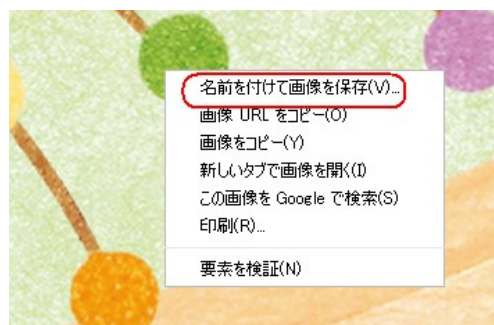 名前を付けて画像を保存(V)...
画像 URL をコピー(O)
画像をコピー(Y)
新しいタブで画像を開く(I)
この画像を Google で検索(S)
印刷(R)...
要素を検証(N)